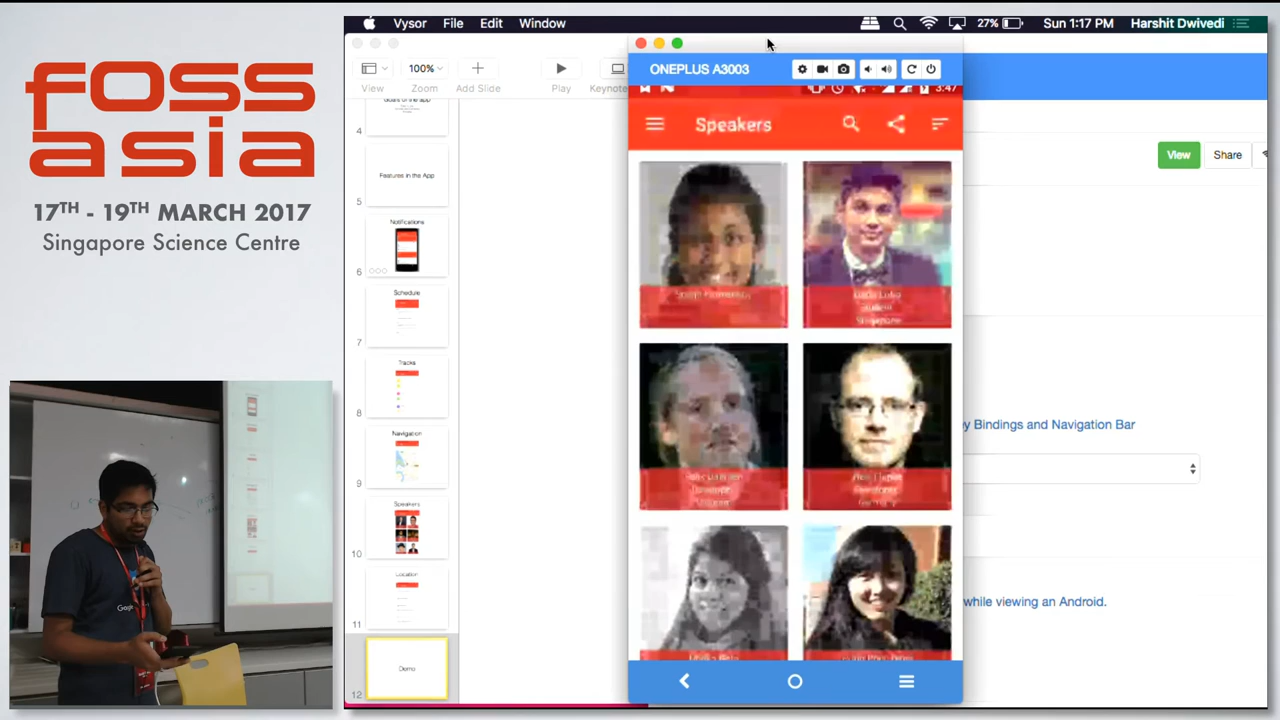 foss
asia
17TH - 19TH MARCH 2017
Singapore Science Centre
Vysor File Edit Window
27% Sun 1:17 PM Harshit Dwivedi
ONEPLUS A3003
100%
View Zoom Add Slide Play Keynote
3:47
Speakers
View Share
4
5 Features in the App
6 Notifications
7 Schedule
8 Tracks
9 Navigation
10 Speakers
11 Location
12 Demo
y Bindings and Navigation Bar
while viewing an Android.